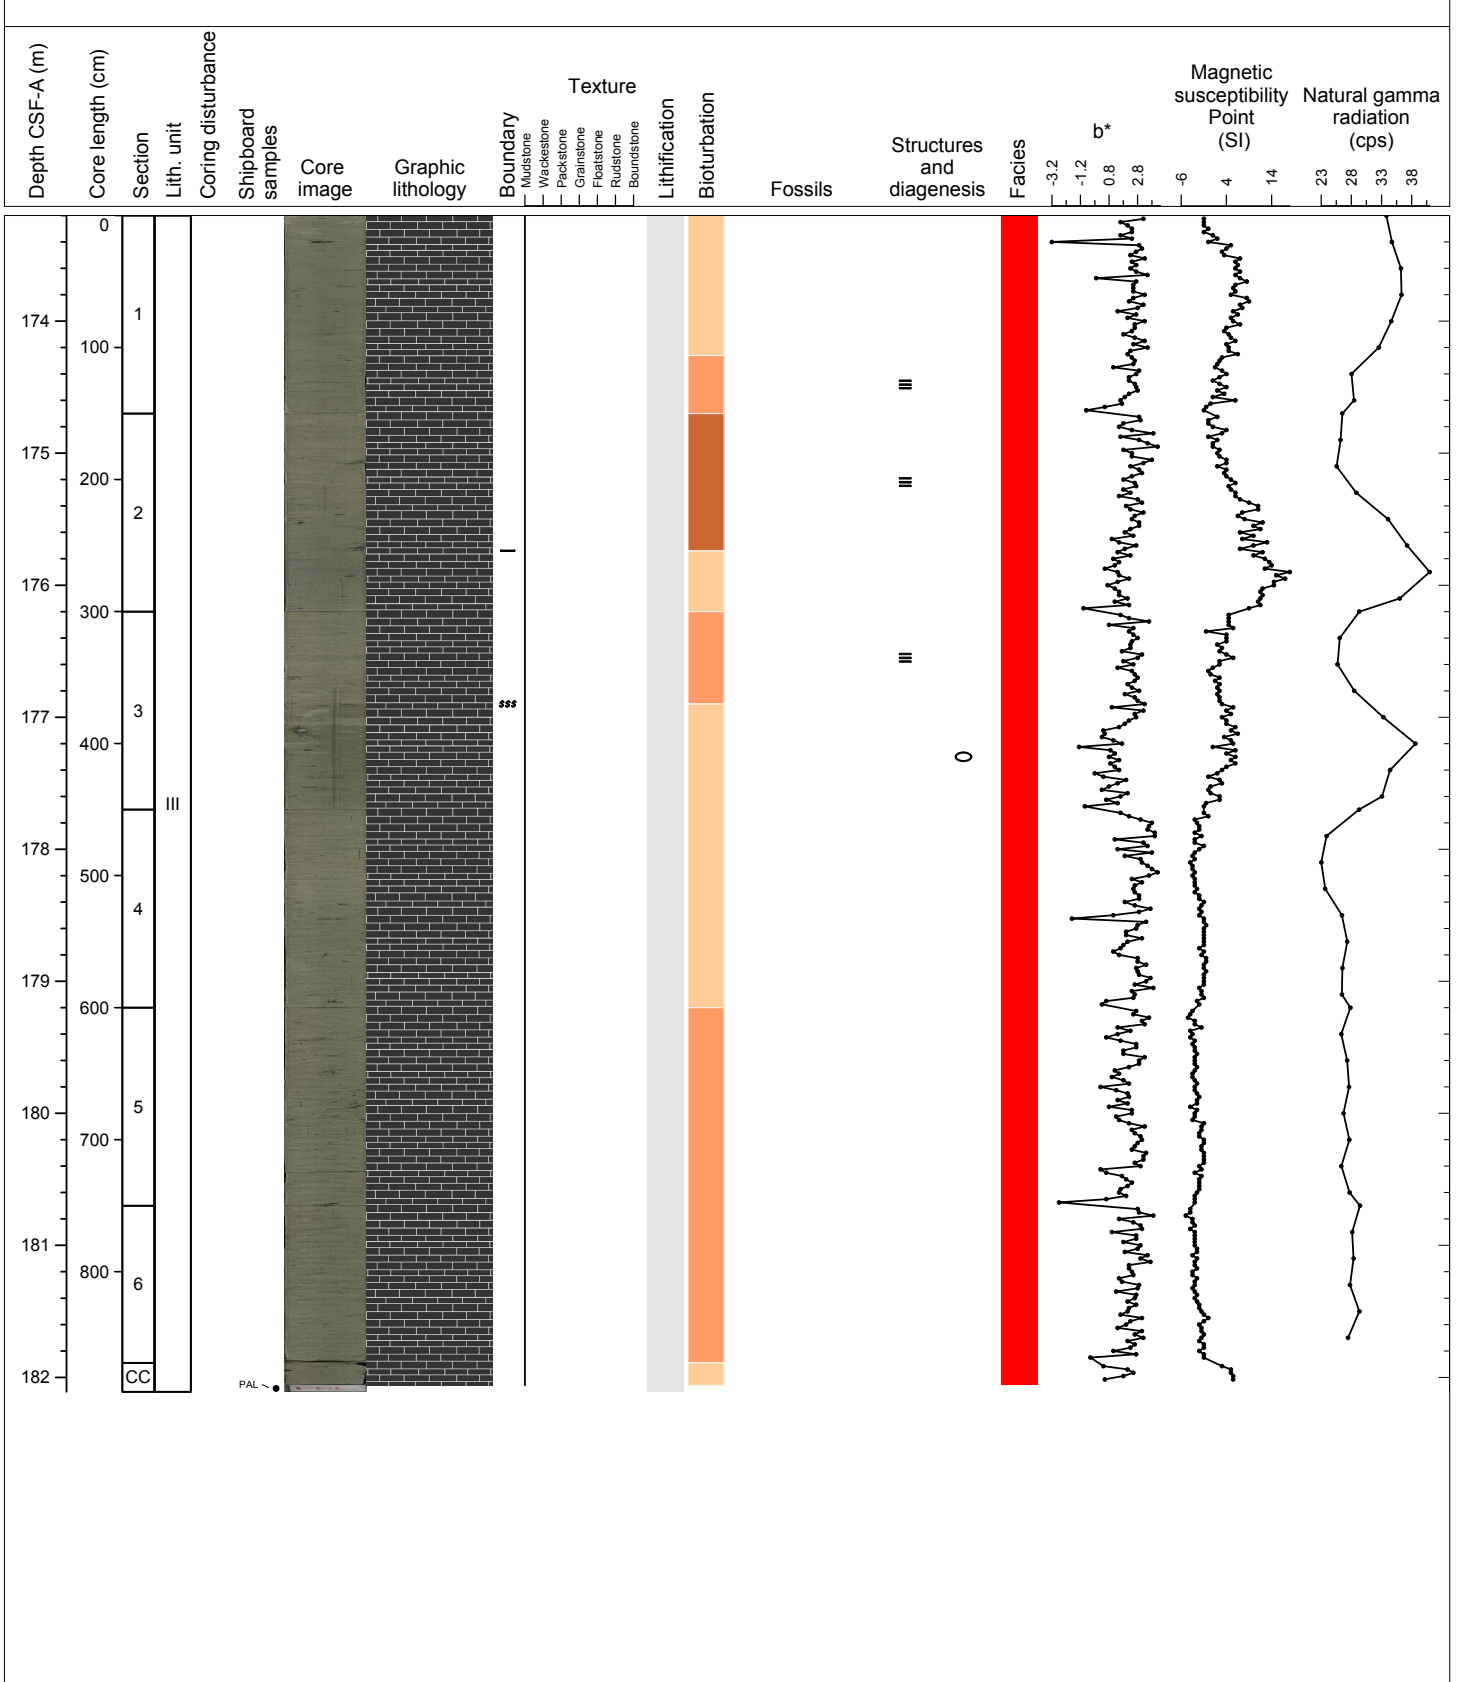 Depth CSF-A (m)
Core length (cm)
Section
Lith. unit
Coring disturbance
Shipboard
samples
Core
image
Graphic
lithology
Boundary
Texture
Mudstone
Wackestone
Packstone
Grainstone
Floatstone
Rudstone
Boundstone
Lithification
Bioturbation
Fossils
Structures
and
diagenesis
Facies
b*
-3.2
-1.2
0.8
2.8
Magnetic
susceptibility
Point
(SI)
-6
4
14
Natural gamma
radiation
(cps)
23
28
33
38
174
175
176
177
178
179
180
181
182
0
100
200
300
400
500
600
700
800
1
2
3
4
5
6
CC
III
PAL
sss